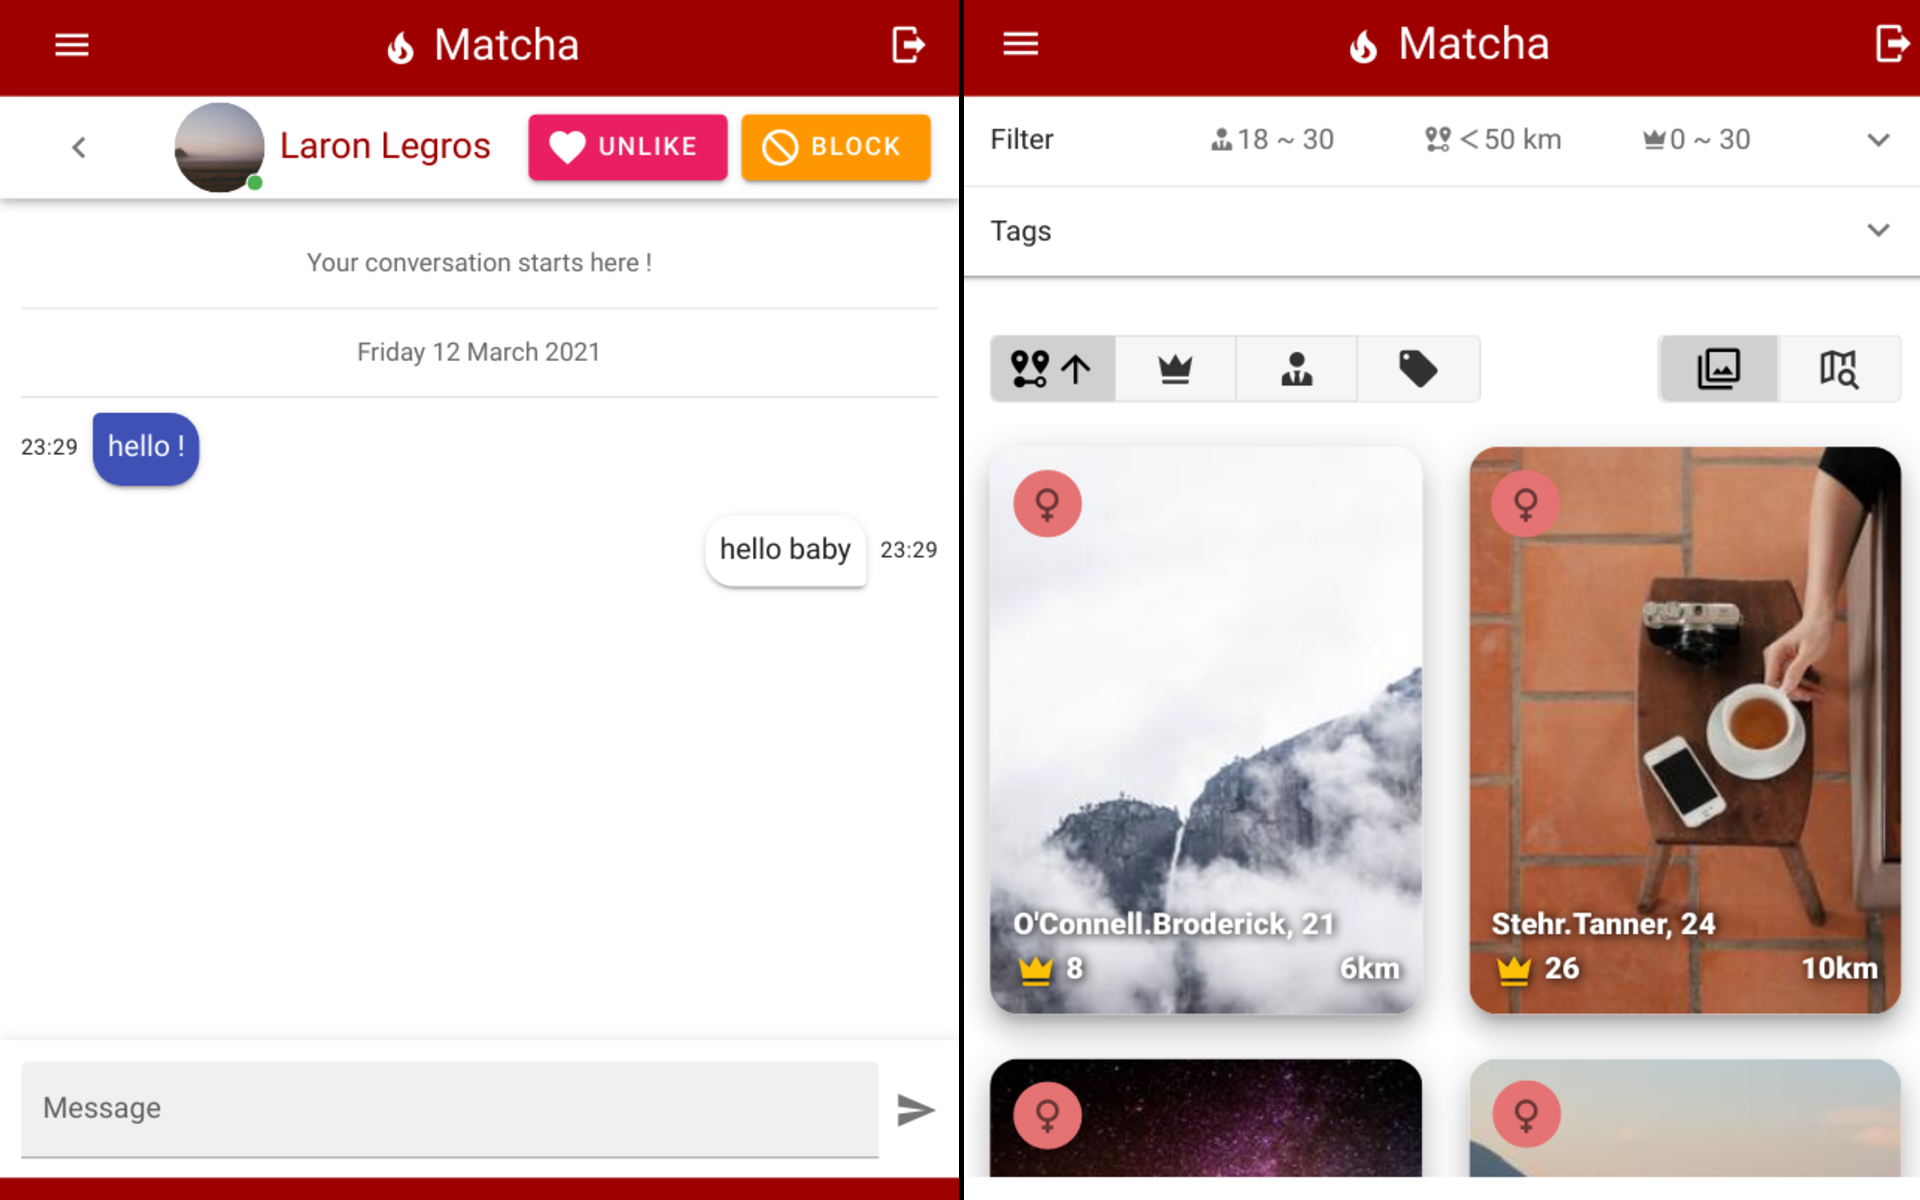 Matcha
Laron Legros
UNLIKE
BLOCK
Your conversation starts here !
Friday 12 March 2021
23:29 hello !
hello baby 23:29
Message
Matcha
Filter 18 ~ 30 < 50 km 0 ~ 30
Tags
O'Connell.Broderick, 21
8 6km
Stehr.Tanner, 24
26 10km